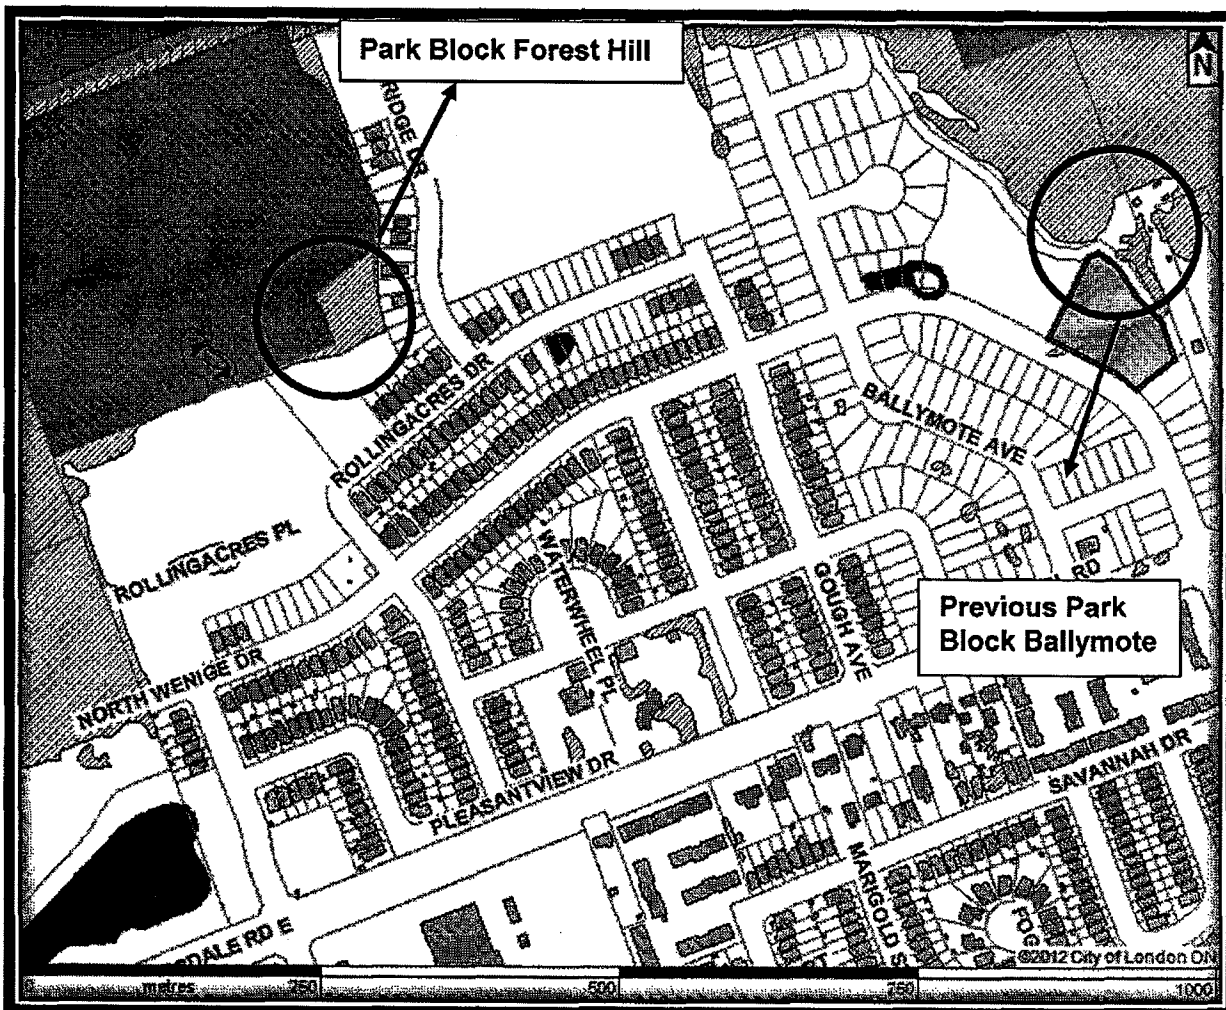 Park Block Forest Hill
N
RIDGE DR
ROLLINGACRES DR
BALLYMOTE AVE
ROLLINGACRES PL
WATERWHEEL PL
GOUGH AVE
RD
Previous Park
Block Ballymote
NORTH WENIGE DR
PLEASANTVIEW DR
SAVANNAH DR
MARIGOLD S
FOG
DALE RD E
©2012 City of London ON
0 metres 250 500 750 1000